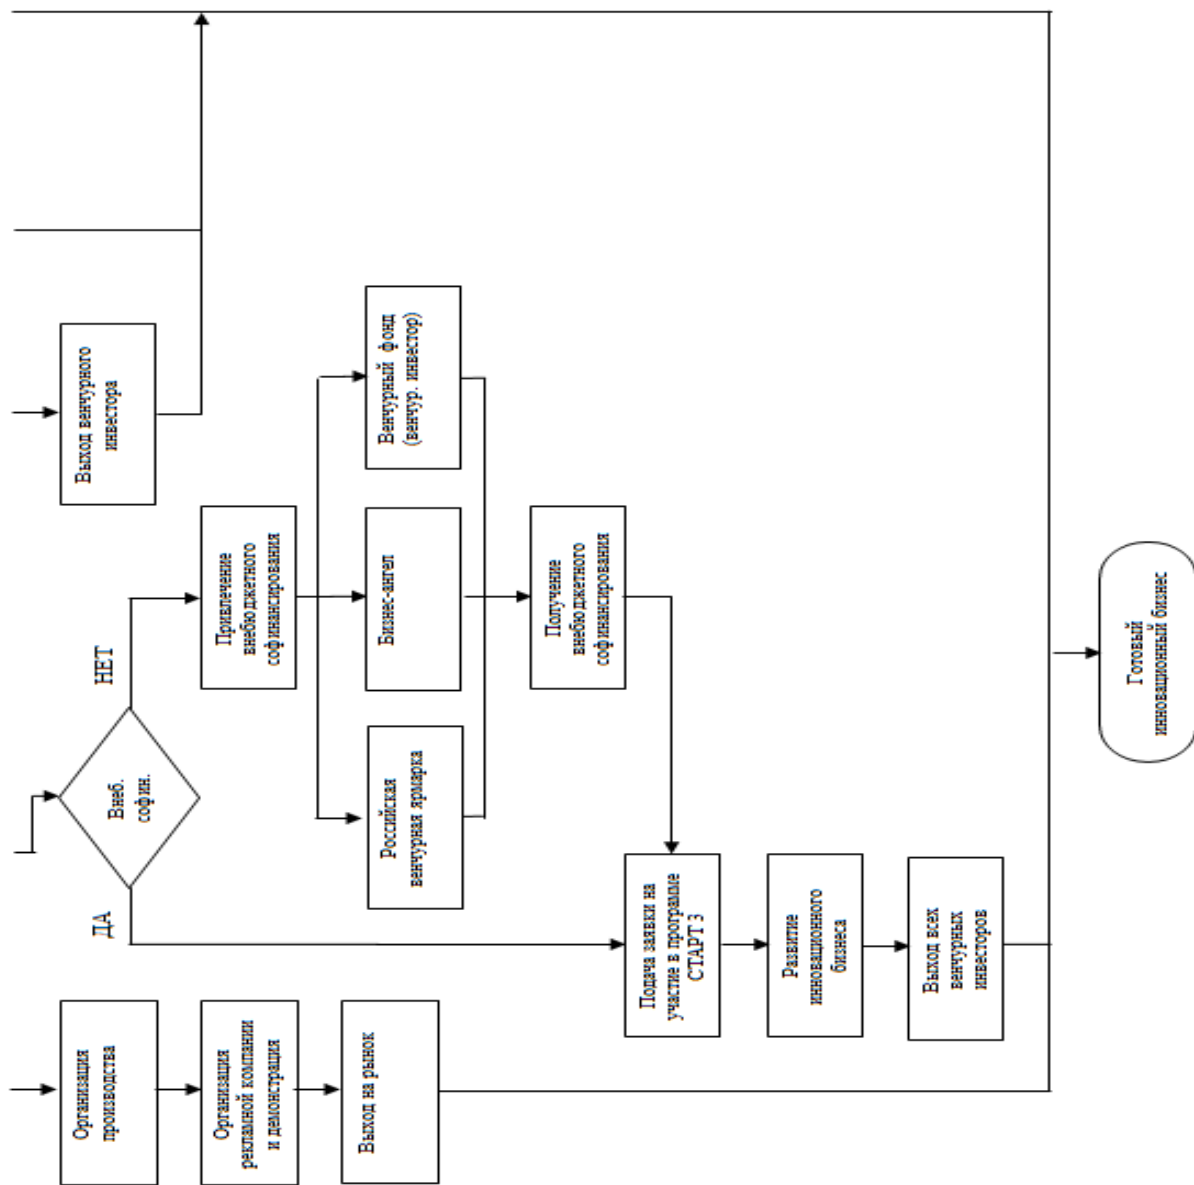 Организация
производства
ДА
Внеб.
софин.
НЕТ
Выход венчурного
инвестора
Организация
рекламной компании
и демонстрация
Привлечение
внебюджетного
софинансирования
Выход на рынок
Российская
венчурная ярмарка
Бизнес-ангел
Венчурный фонд
(венчур. инвестор)
Получение
внебюджетного
софинансирования
Подача заявки на
участие в программе
СТАРТ 3
Развитие
инновационного
бизнеса
Выход всех
венчурных
инвесторов
Готовый
инновационный бизнес